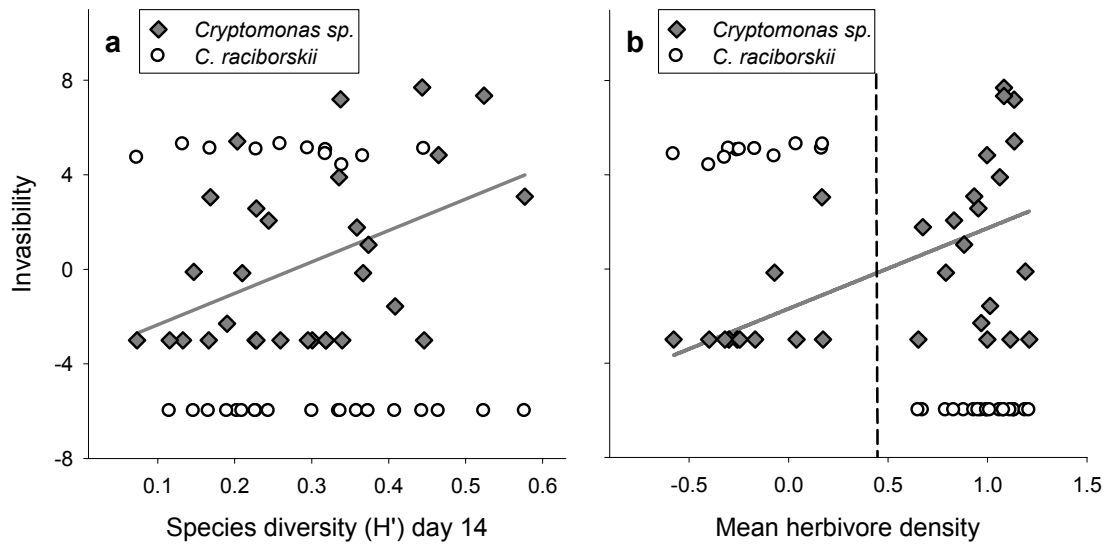 a
Cryptomonas sp.
C. raciborskii
b
Cryptomonas sp.
C. raciborskii
Invasibility
8
4
0
-4
-8
0.1 0.2 0.3 0.4 0.5 0.6
-0.5 0.0 0.5 1.0 1.5
Species diversity (H') day 14
Mean herbivore density